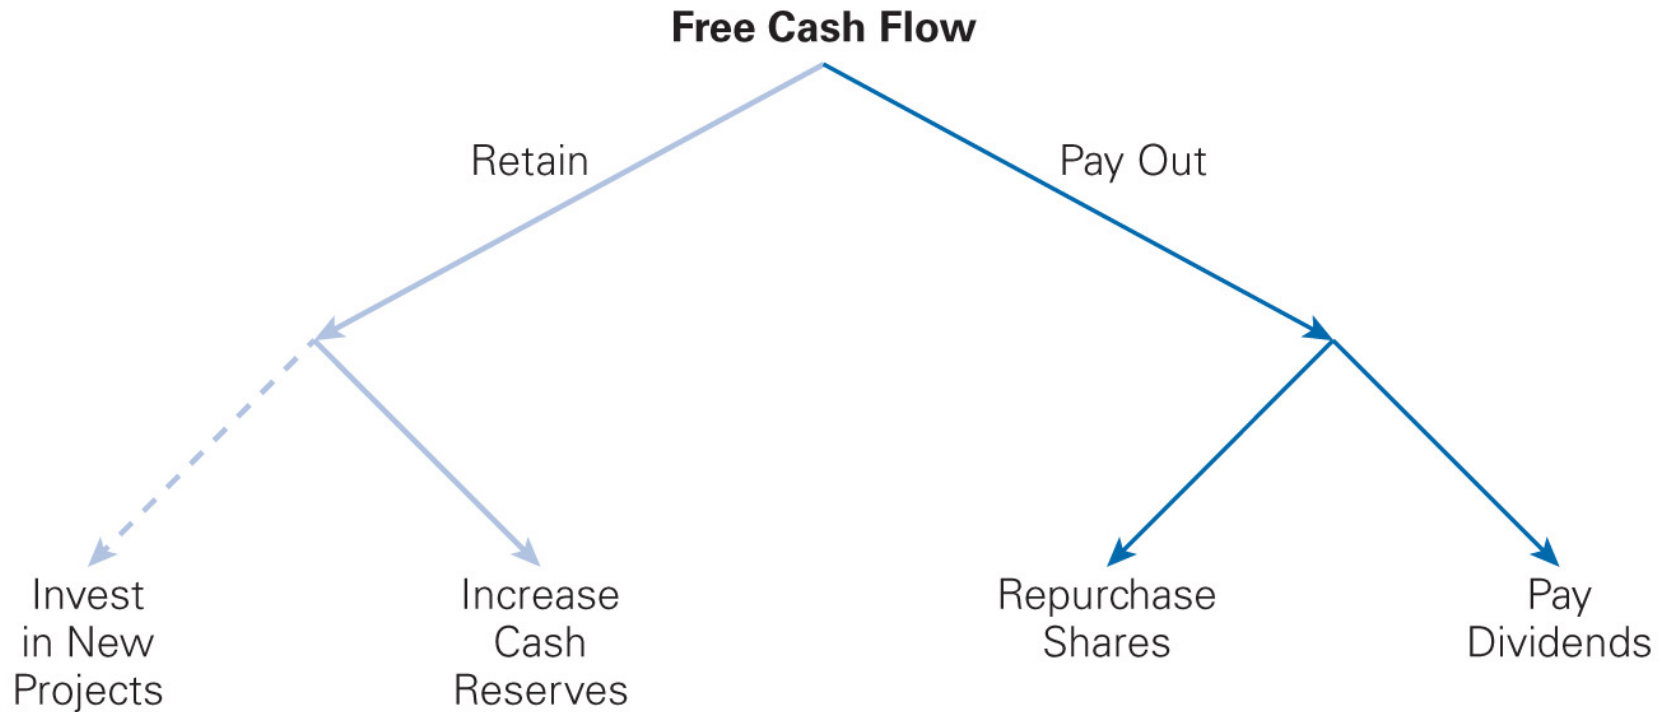 Free Cash Flow
Retain
Pay Out
Invest
in New
Projects
Increase
Cash
Reserves
Repurchase
Shares
Pay
Dividends